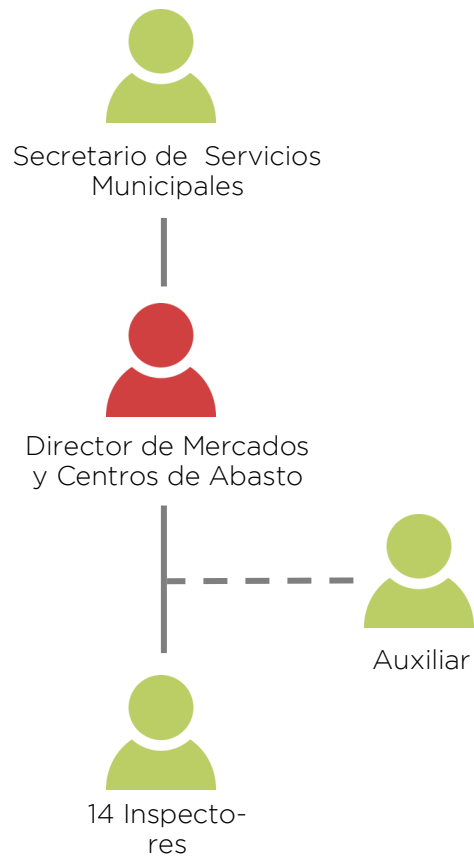 Secretario de Servicios
Municipales
Director de Mercados
y Centros de Abasto
Auxiliar
14 Inspecto-
res